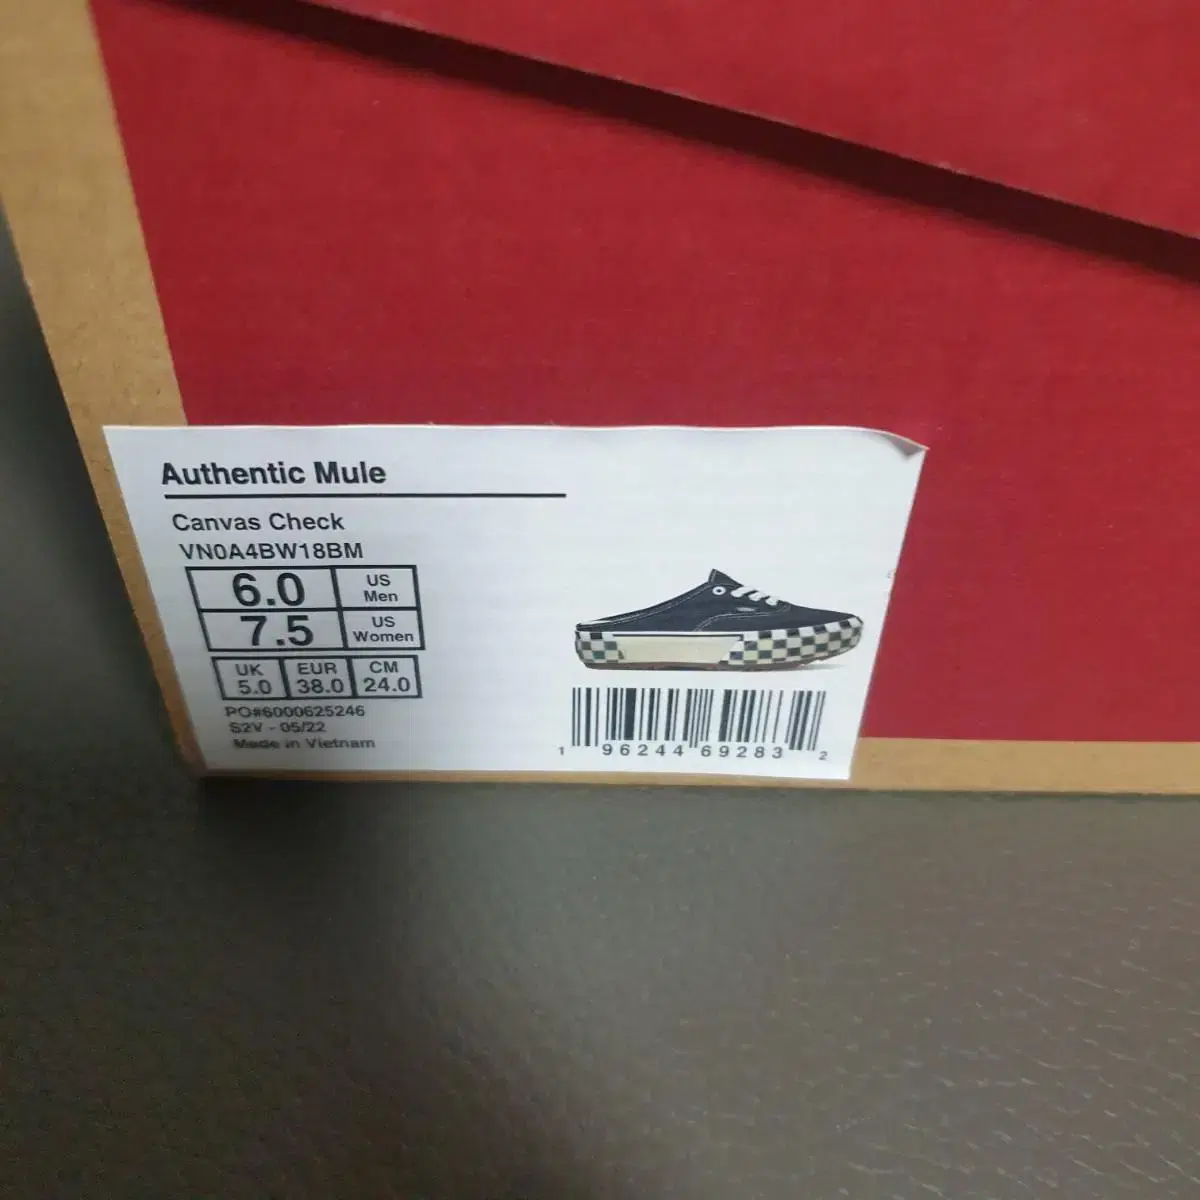 Authentic Mule
Canvas Check
VN0A4BW18BM
6.0 US Men
7.5 US Women
UK EUR CM
5.0 38.0 24.0
PO#6000625246
S2V - 05/22
Made in Vietnam
1 96244 69283 2